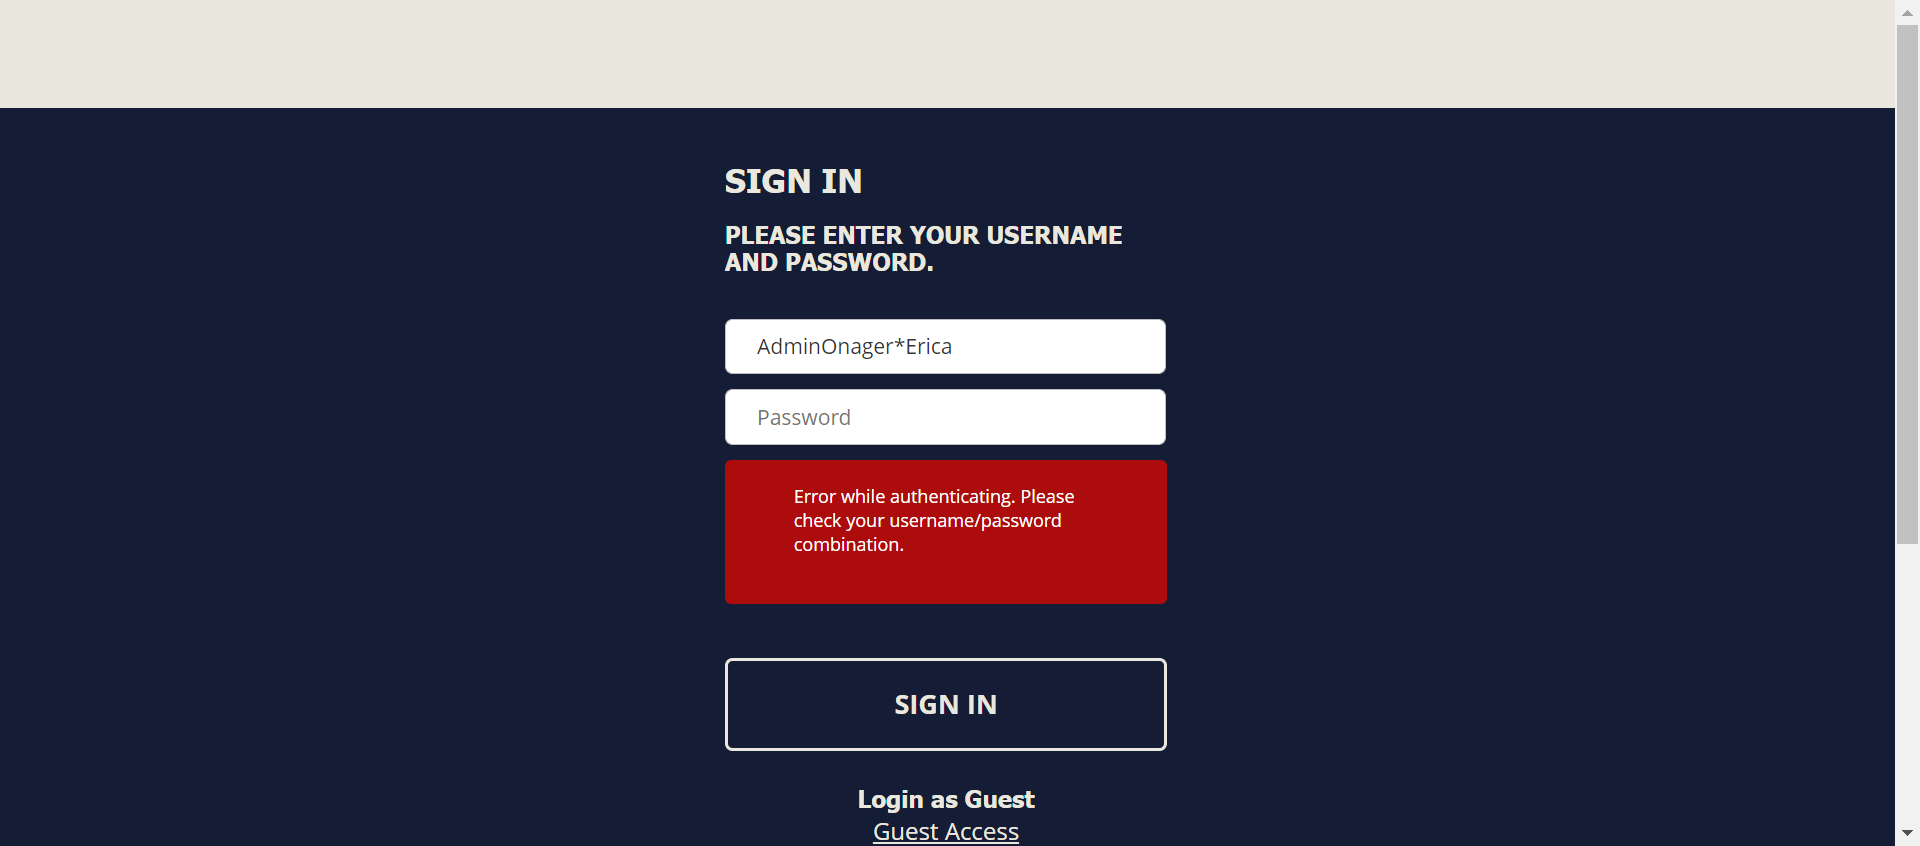 SIGN IN
PLEASE ENTER YOUR USERNAME
AND PASSWORD.
AdminOnager*Erica
Password
Error while authenticating. Please
check your username/password
combination.
SIGN IN
Login as Guest
Guest Access